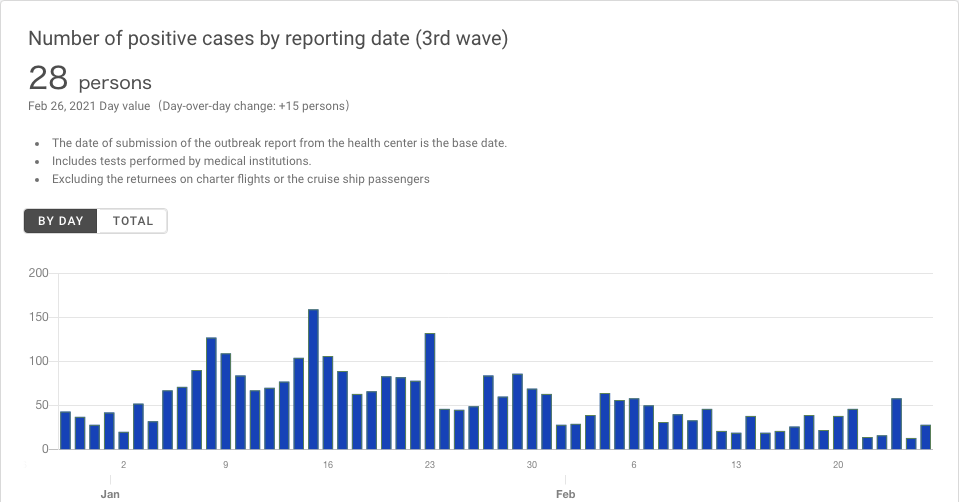 Number of positive cases by reporting date (3rd wave)
28 persons
Feb 26, 2021 Day value（Day-over-day change: +15 persons）
• The date of submission of the outbreak report from the health center is the base date.
• Includes tests performed by medical institutions.
• Excluding the returnees on charter flights or the cruise ship passengers
BY DAY TOTAL
200
150
100
50
0
2 9 16 23 30 6 13 20
Jan Feb